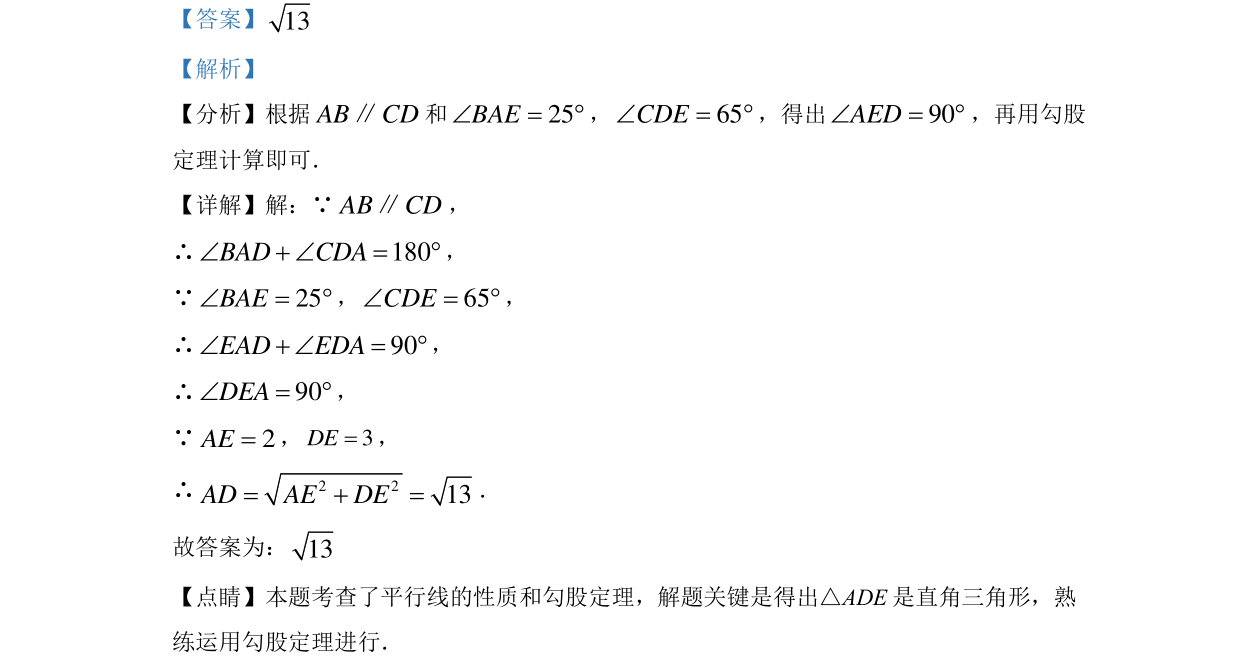 【答案】√13
【解析】
【分析】根据 AB∥CD 和∠BAE=25°，∠CDE=65°，得出∠AED=90°，再用勾股
定理计算即可．
【详解】解：∵ AB∥CD，
∴∠BAD+∠CDA=180°，
∵∠BAE=25°，∠CDE=65°，
∴∠EAD+∠EDA=90°，
∴∠DEA=90°，
∵ AE=2，DE=3，
∴ AD=√(AE²+DE²)=√13．
故答案为：√13
【点睛】本题考查了平行线的性质和勾股定理，解题关键是得出△ADE 是直角三角形，熟
练运用勾股定理进行．